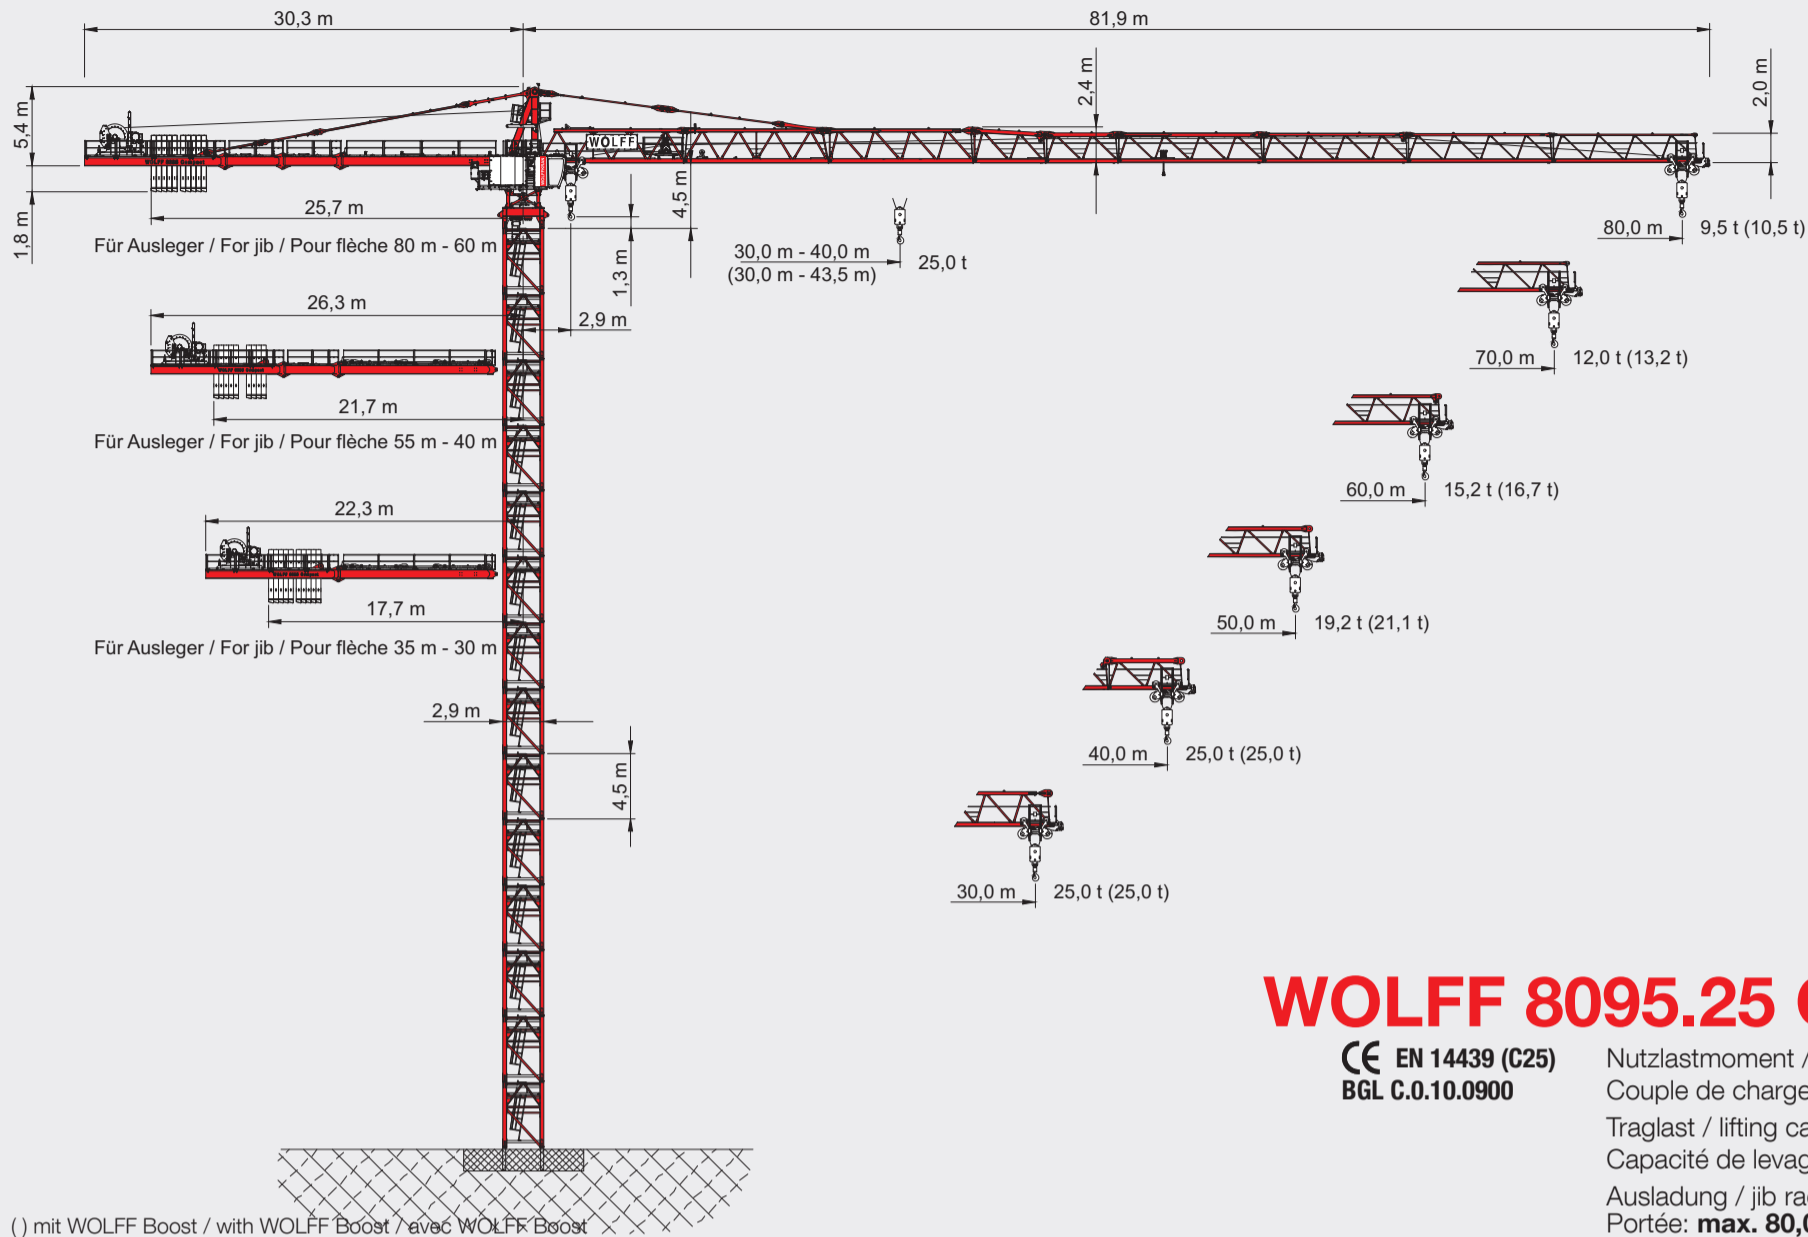 30,3 m
81,9 m
5,4 m
2,4 m
2,0 m
WOLFF
1,8 m
25,7 m
4,5 m
Für Ausleger / For jib / Pour flèche 80 m - 60 m
1,3 m
30,0 m - 40,0 m
(30,0 m - 43,5 m)
25,0 t
80,0 m
9,5 t (10,5 t)
26,3 m
2,9 m
70,0 m
12,0 t (13,2 t)
21,7 m
Für Ausleger / For jib / Pour flèche 55 m - 40 m
60,0 m
15,2 t (16,7 t)
22,3 m
17,7 m
50,0 m
19,2 t (21,1 t)
Für Ausleger / For jib / Pour flèche 35 m - 30 m
2,9 m
40,0 m
25,0 t (25,0 t)
4,5 m
30,0 m
25,0 t (25,0 t)
WOLFF 8095.25
CE EN 14439 (C25)
BGL C.0.10.0900
Nutzlastmoment /
Couple de charge
Traglast / lifting
Capacité de
Ausladung / jib
Portée: max. 80,
( ) mit WOLFF Boost / with WOLFF Boost / avec WOLFF Boost